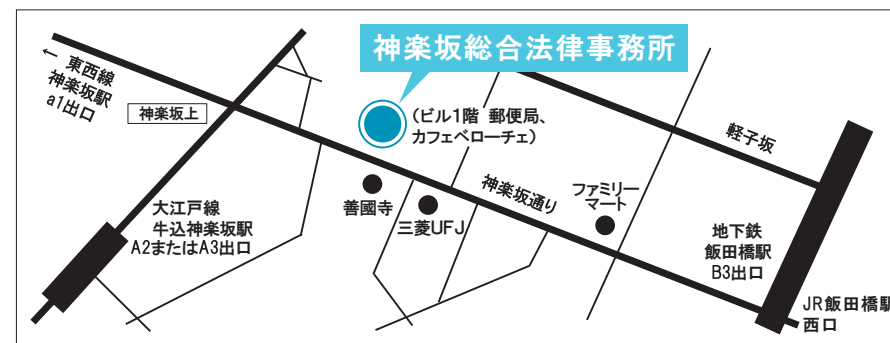 神楽坂総合法律事務所
← 東西線
神楽坂駅
a1出口
神楽坂上
(ビル1階 郵便局、
カフェベローチェ)
軽子坂
神楽坂通り
ファミリー
マート
善國寺
三菱UFJ
大江戸線
牛込神楽坂駅
A2またはA3出口
地下鉄
飯田橋駅
B3出口
JR飯田橋駅
西口